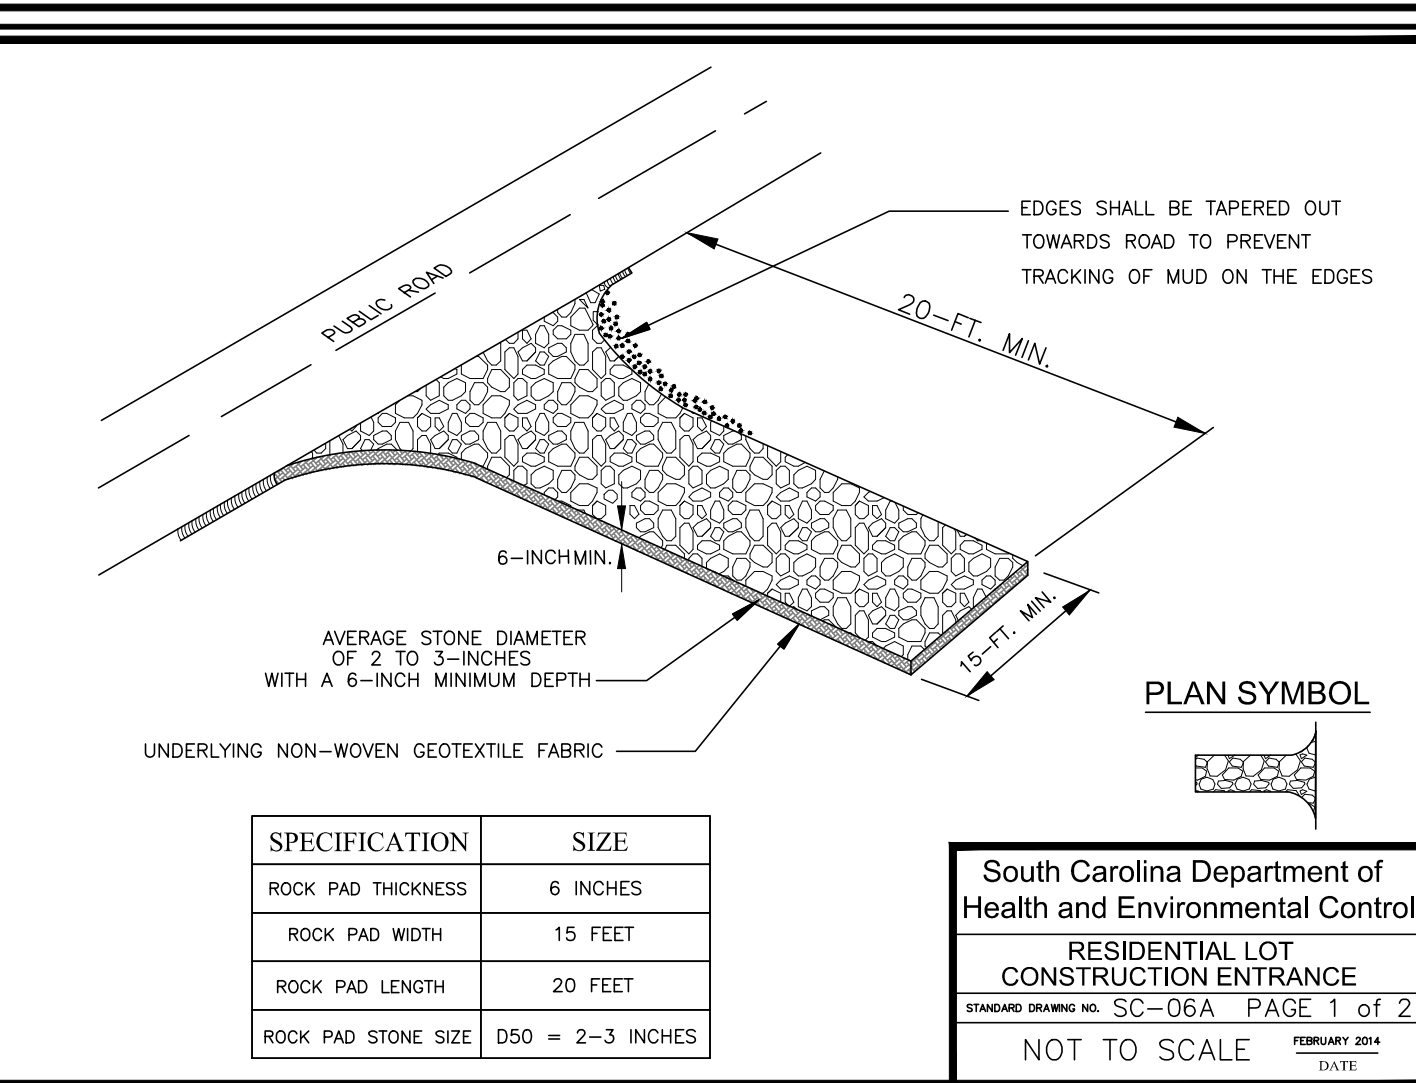 EDGES SHALL BE TAPERED OUT
TOWARDS ROAD TO PREVENT
TRACKING OF MUD ON THE EDGES
PUBLIC ROAD
20-FT. MIN.
6-INCH MIN.
15-FT. MIN.
AVERAGE STONE DIAMETER
OF 2 TO 3-INCHES
WITH A 6-INCH MINIMUM DEPTH
UNDERLYING NON-WOVEN GEOTEXTILE FABRIC
PLAN SYMBOL
SPECIFICATION SIZE
ROCK PAD THICKNESS 6 INCHES
ROCK PAD WIDTH 15 FEET
ROCK PAD LENGTH 20 FEET
ROCK PAD STONE SIZE D50 = 2-3 INCHES
South Carolina Department of
Health and Environmental Control
RESIDENTIAL LOT
CONSTRUCTION ENTRANCE
STANDARD DRAWING NO. SC-06A PAGE 1 of 2
NOT TO SCALE FEBRUARY 2014
DATE